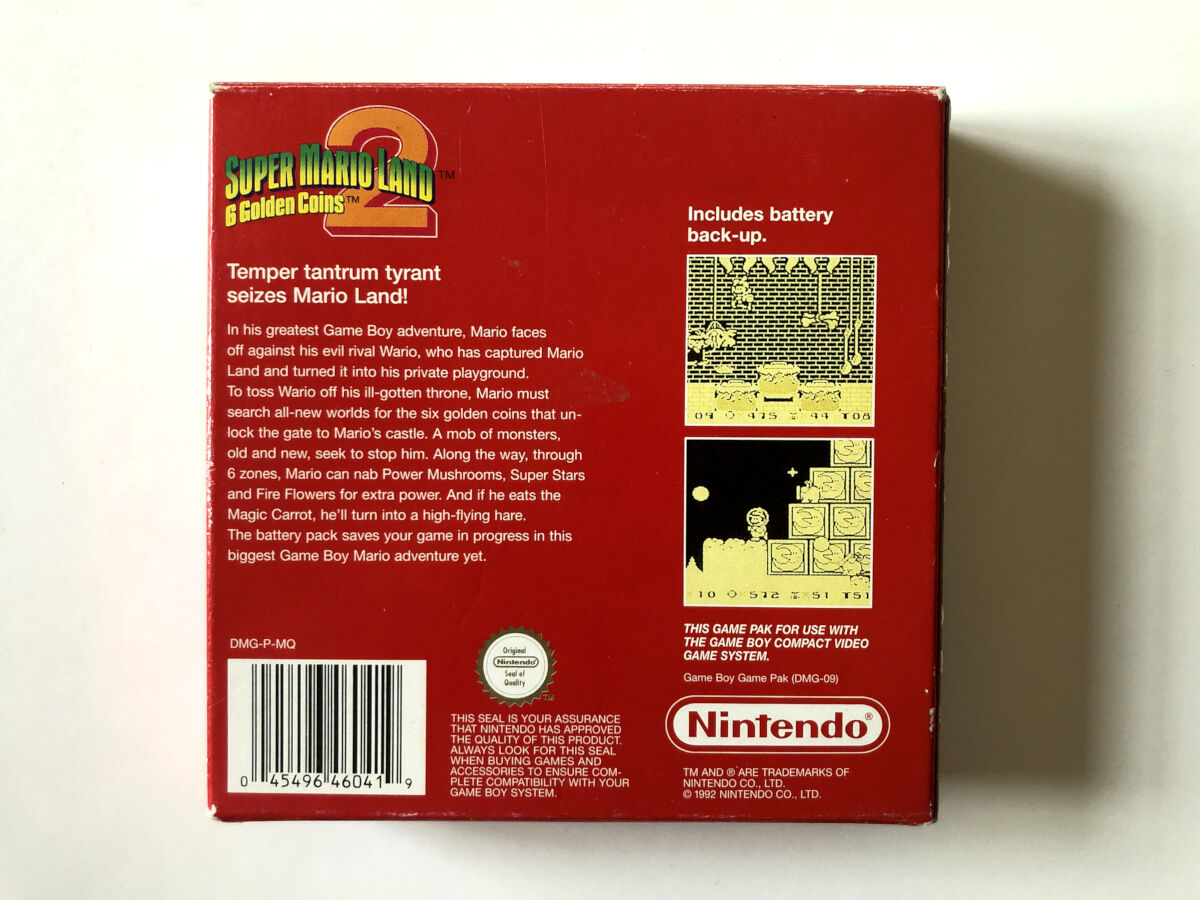 2
SUPER MARIO LAND™
6 Golden Coins™
Temper tantrum tyrant
seizes Mario Land!
In his greatest Game Boy adventure, Mario faces
off against his evil rival Wario, who has captured Mario
Land and turned it into his private playground.
To toss Wario off his ill-gotten throne, Mario must
search all-new worlds for the six golden coins that un-
lock the gate to Mario's castle. A mob of monsters,
old and new, seek to stop him. Along the way, through
6 zones, Mario can nab Power Mushrooms, Super Stars
and Fire Flowers for extra power. And if he eats the
Magic Carrot, he'll turn into a high-flying hare.
The battery pack saves your game in progress in this
biggest Game Boy Mario adventure yet.
DMG-P-MQ
0 45496 46041 9
Original
Nintendo
Seal of
Quality
TM
THIS SEAL IS YOUR ASSURANCE
THAT NINTENDO HAS APPROVED
THE QUALITY OF THIS PRODUCT.
ALWAYS LOOK FOR THIS SEAL
WHEN BUYING GAMES AND
ACCESSORIES TO ENSURE COM-
PLETE COMPATIBILITY WITH YOUR
GAME BOY SYSTEM.
Includes battery
back-up.
09 ×475 ×44 T08
×10 ×572 ×51 T51
THIS GAME PAK FOR USE WITH
THE GAME BOY COMPACT VIDEO
GAME SYSTEM.
Game Boy Game Pak (DMG-09)
Nintendo®
TM AND ® ARE TRADEMARKS OF
NINTENDO CO., LTD.
© 1992 NINTENDO CO., LTD.